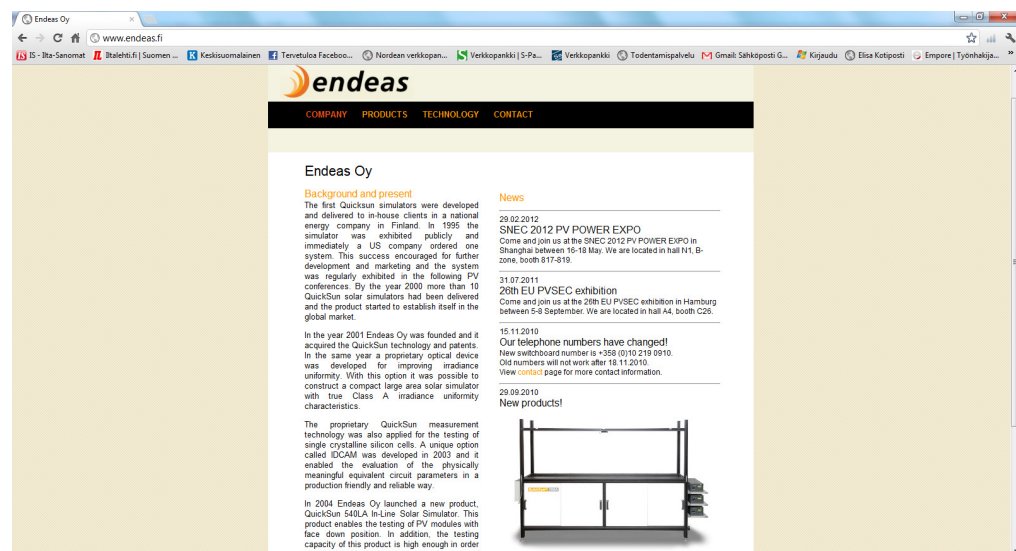 Endeas Oy
www.endeas.fi
IS - Ilta-Sanomat Iltalehti.fi | Suomen ... Keskisuomalainen Tervetuloa Faceboo... Nordean verkkopan... Verkkopankki | S-Pa... Verkkopankki Todentamispalvelu Gmail: Sähköposti G... Kirjaudu Elisa Kotiposti Empore | Työnhakija... »
endeas
COMPANY PRODUCTS TECHNOLOGY CONTACT
Endeas Oy
Background and present
The first Quicksun simulators were developed
and delivered to in-house clients in a national
energy company in Finland. In 1995 the
simulator was exhibited publicly and
immediately a US company ordered one
system. This success encouraged for further
development and marketing and the system
was regularly exhibited in the following PV
conferences. By the year 2000 more than 10
QuickSun solar simulators had been delivered
and the product started to establish itself in the
global market.
In the year 2001 Endeas Oy was founded and it
acquired the QuickSun technology and patents.
In the same year a proprietary optical device
was developed for improving irradiance
uniformity. With this option it was possible to
construct a compact large area solar simulator
with true Class A irradiance uniformity
characteristics.
The proprietary QuickSun measurement
technology was also applied for the testing of
single crystalline silicon cells. A unique option
called IDCAM was developed in 2003 and it
enabled the evaluation of the physically
meaningful equivalent circuit parameters in a
production friendly and reliable way.
In 2004 Endeas Oy launched a new product,
QuickSun 540LA In-Line Solar Simulator. This
product enables the testing of PV modules with
face down position. In addition, the testing
capacity of this product is high enough in order
News
29.02.2012
SNEC 2012 PV POWER EXPO
Come and join us at the SNEC 2012 PV POWER EXPO in
Shanghai between 16-18 May. We are located in hall N1, B-
zone, booth 817-819.
31.07.2011
26th EU PVSEC exhibition
Come and join us at the 26th EU PVSEC exhibition in Hamburg
between 5-8 September. We are located in hall A4, booth C26.
15.11.2010
Our telephone numbers have changed!
New switchboard number is +358 (0)10 219 0910.
Old numbers will not work after 18.11.2010.
View contact page for more contact information.
29.09.2010
New products!